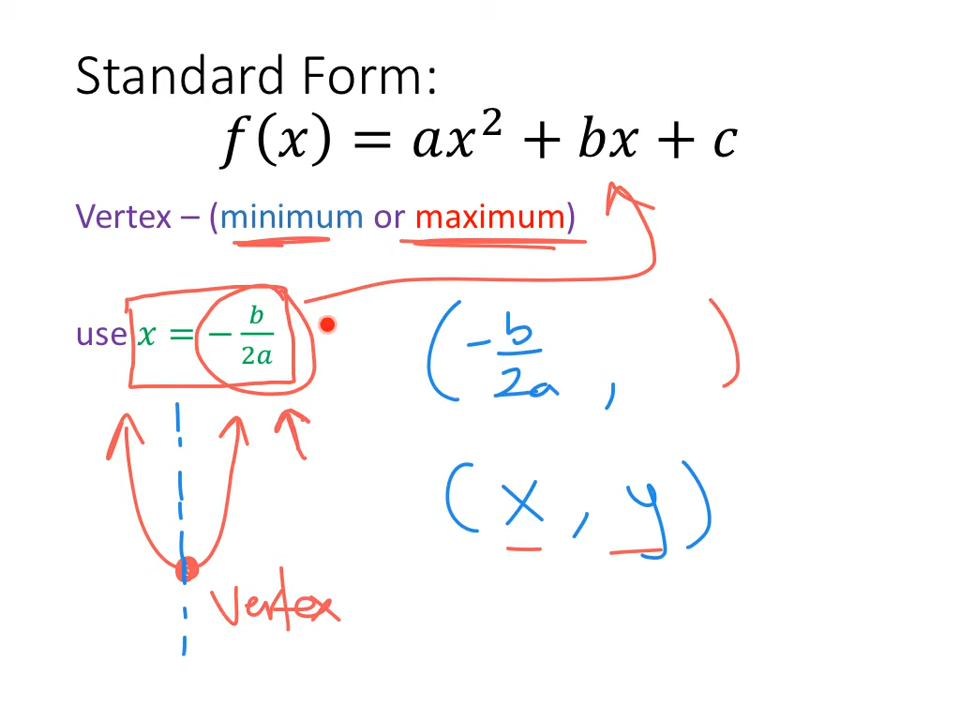 Standard Form:
f(x) = ax² + bx + c
Vertex – (minimum or maximum)
use x = − b/2a
(−b/2a, )
(x, y)
Vertex